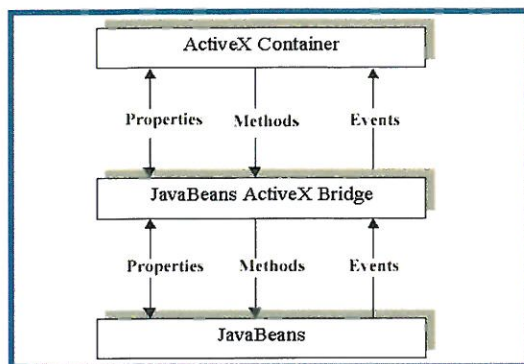 ActiveX Container
Properties Methods Events
JavaBeans ActiveX Bridge
Properties Methods Events
JavaBeans